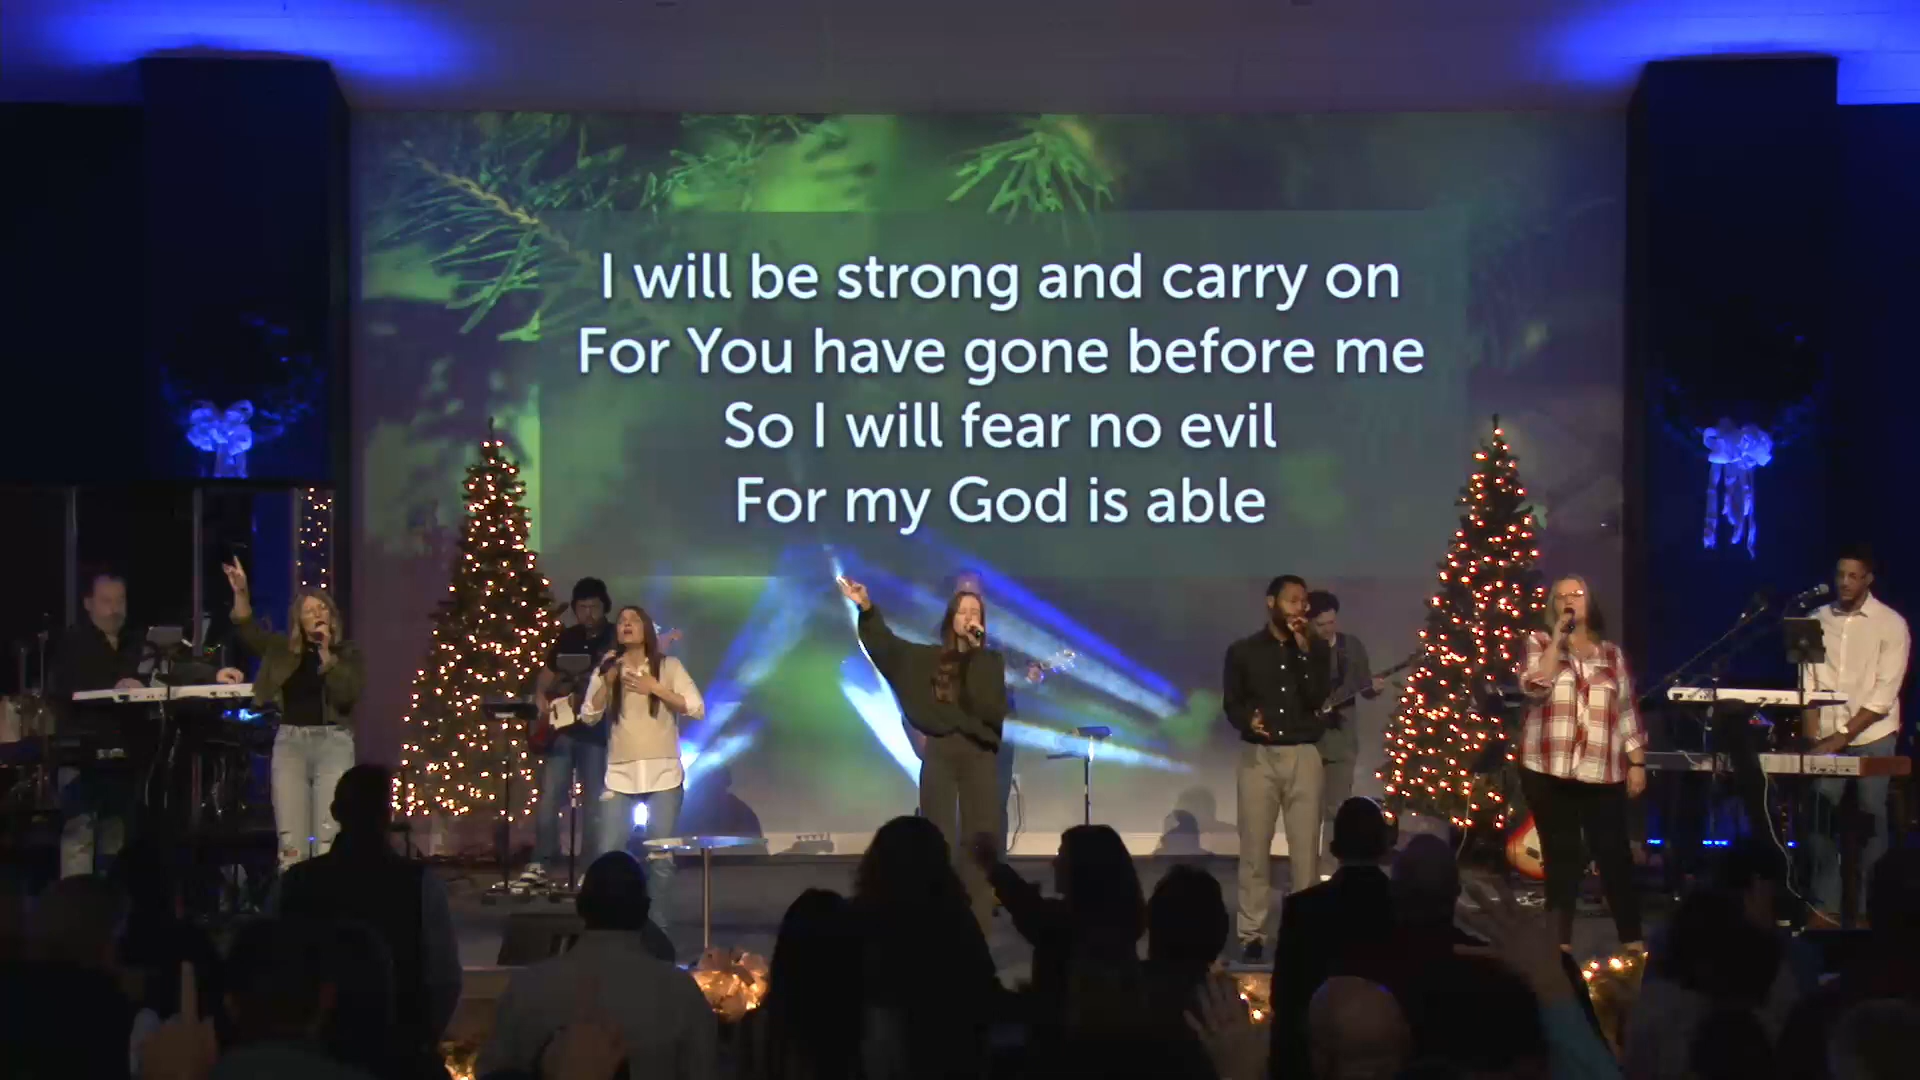 I will be strong and carry on
For You have gone before me
So I will fear no evil
For my God is able